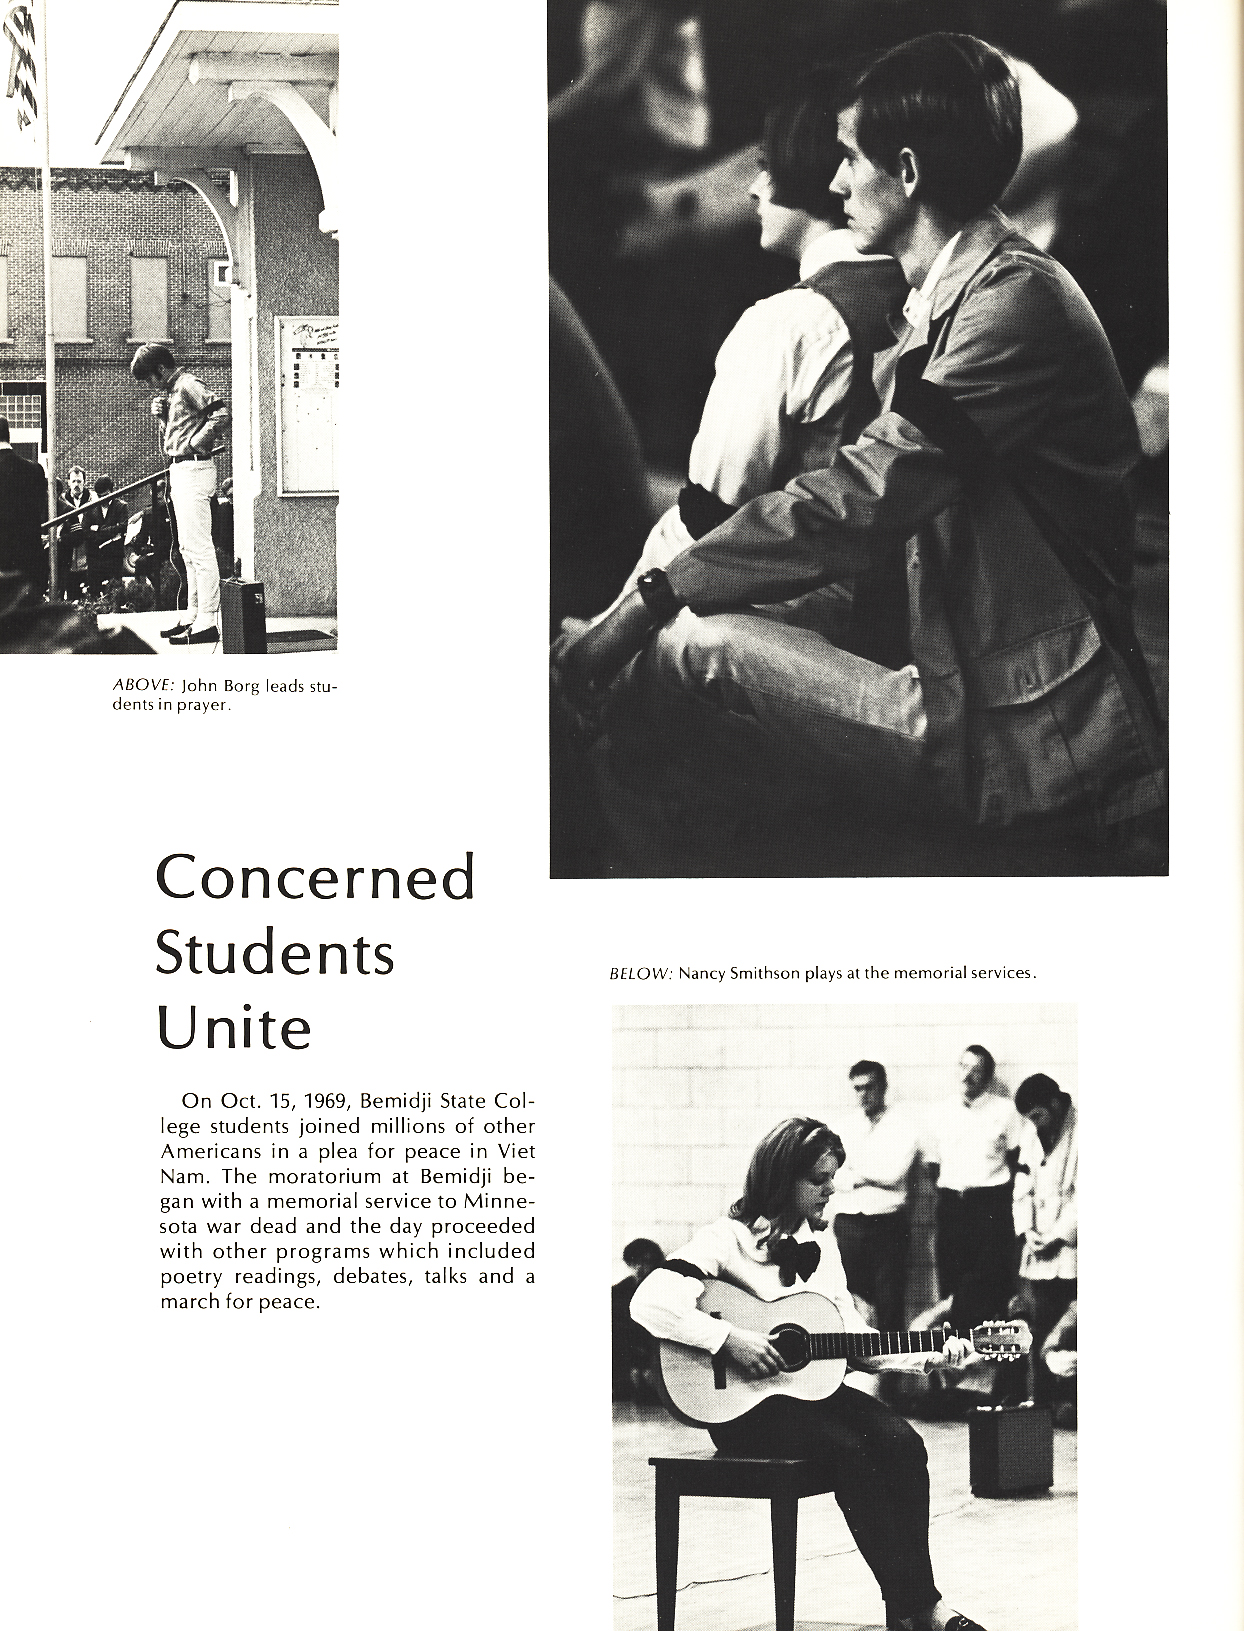 ABOVE: John Borg leads stu-
dents in prayer.
Concerned
Students
Unite
On Oct. 15, 1969, Bemidji State Col-
lege students joined millions of other
Americans in a plea for peace in Viet
Nam. The moratorium at Bemidji be-
gan with a memorial service to Minne-
sota war dead and the day proceeded
with other programs which included
poetry readings, debates, talks and a
march for peace.
BELOW: Nancy Smithson plays at the memorial services.